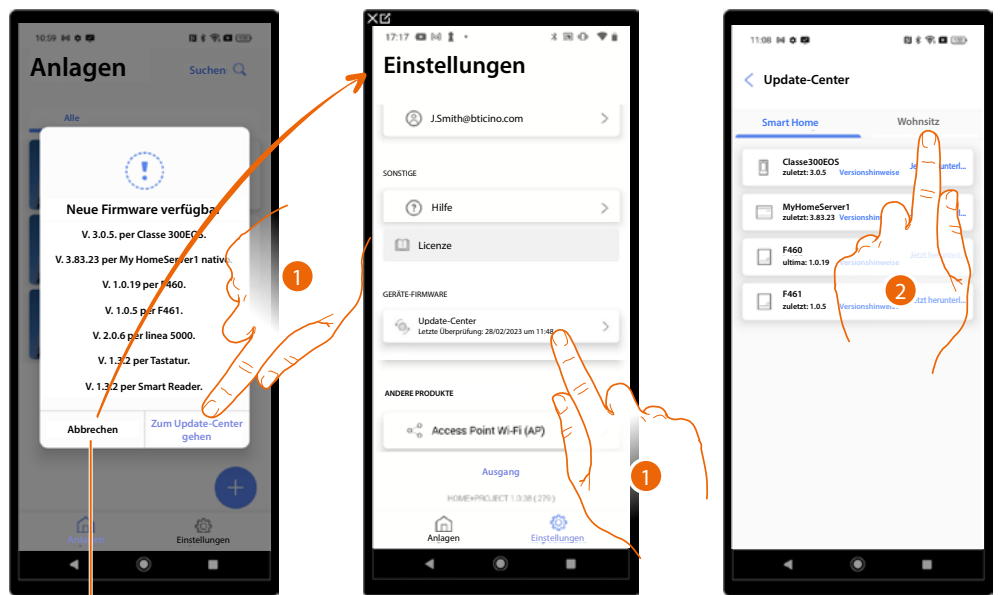 10:59
Anlagen
Suchen
Alle
Neue Firmware verfügbar
V. 3.0.5. per Classe 300EOS.
V. 3.83.23 per My HomeServer1 nativo.
V. 1.0.19 per F460.
V. 1.0.5 per F461.
V. 2.0.6 per linea 5000.
V. 1.3.2 per Tastatur.
V. 1.3.2 per Smart Reader.
Abbrechen
Zum Update-Center
gehen
Anlagen
Einstellungen
1
17:17
Einstellungen
J.Smith@bticino.com
SONSTIGE
Hilfe
Licenze
GERÄTE-FIRMWARE
Update-Center
Letzte Überprüfung: 28/02/2023 um 11:48
ANDERE PRODUKTE
Access Point Wi-Fi (AP)
Ausgang
HOME+PROJECT 1.0.38 (279)
Anlagen
Einstellungen
1
11:08
Update-Center
Smart Home
Wohnsitz
Classe300EOS
zuletzt: 3.0.5 Versionshinweise
MyHomeServer1
zuletzt: 3.83.23
F460
ultima: 1.0.19 Versionshinweise Jetzt herunterl...
F461
zuletzt: 1.0.5 Versionshinweise
2